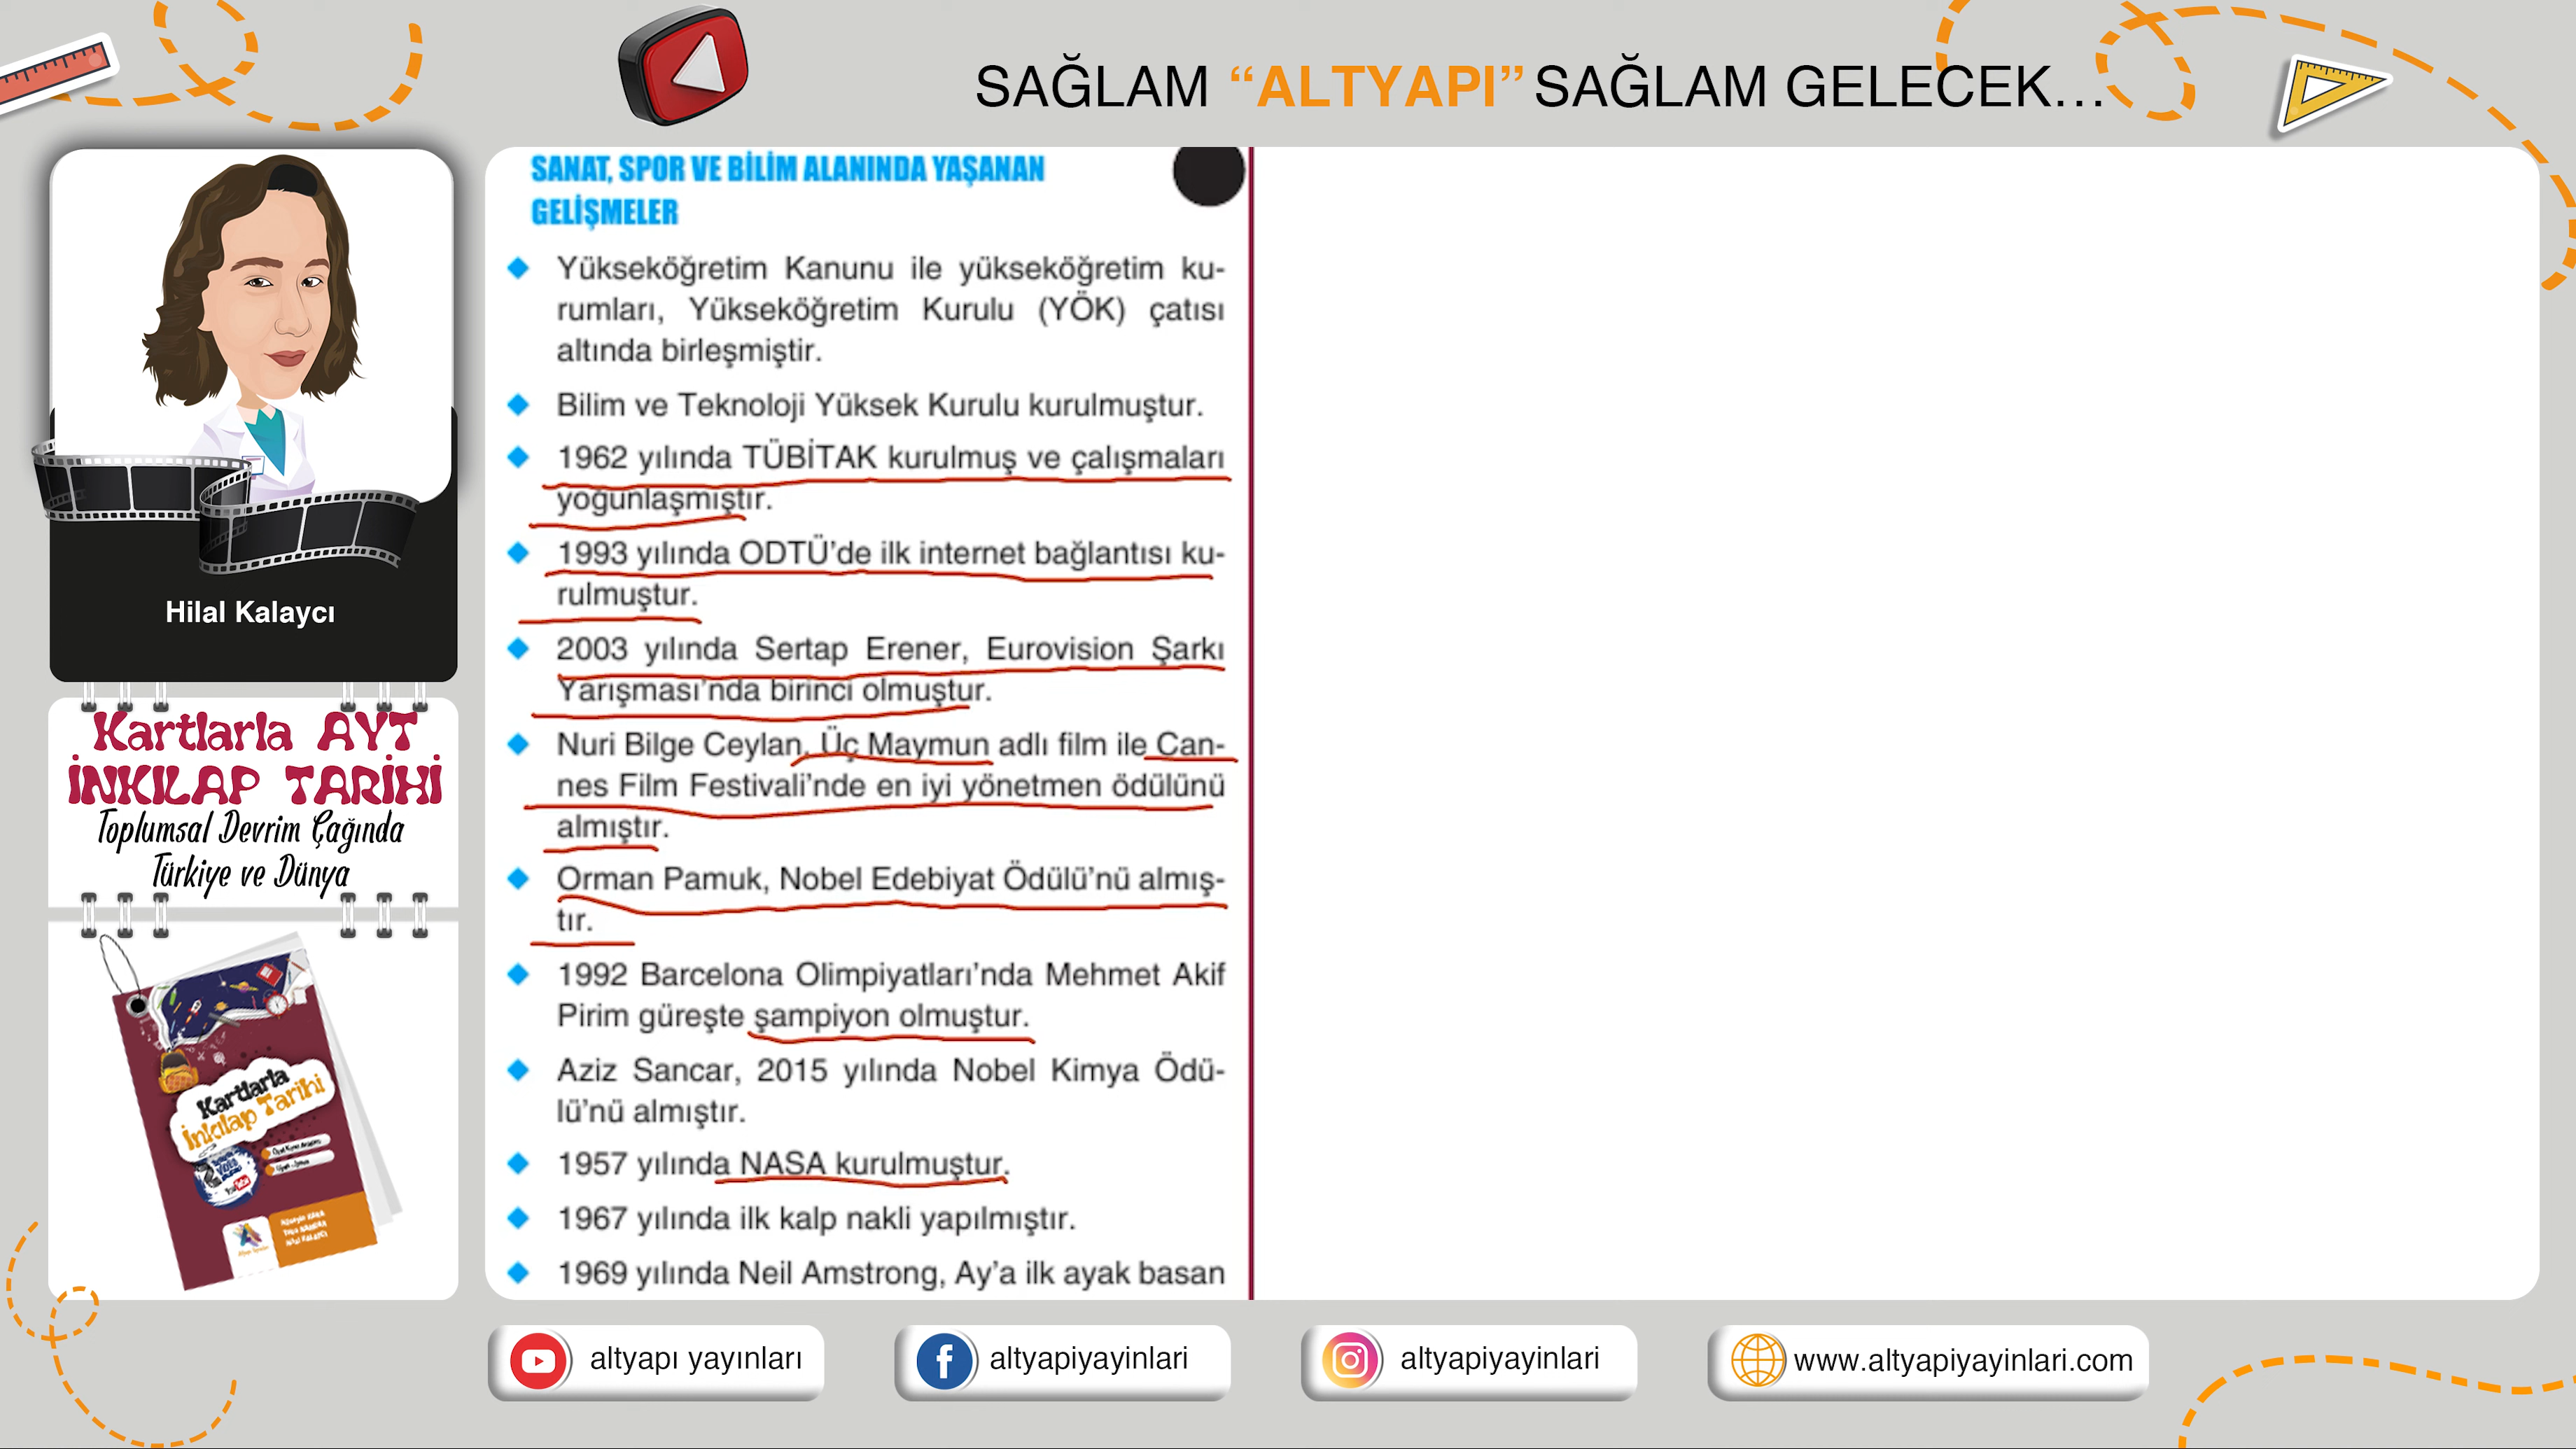 SAĞLAM “ALTYAPI” SAĞLAM GELECEK...
Hilal Kalaycı
Kartlarla AYT
İNKILAP TARİHİ
Toplumsal Devrim Çağında
Türkiye ve Dünya
Kartlarla
İnkılap Tarihi
SANAT, SPOR VE BİLİM ALANINDA YAŞANAN
GELİŞMELER
Yükseköğretim Kanunu ile yükseköğretim ku-
rumları, Yükseköğretim Kurulu (YÖK) çatısı
altında birleşmiştir.
Bilim ve Teknoloji Yüksek Kurulu kurulmuştur.
1962 yılında TÜBİTAK kurulmuş ve çalışmaları
yoğunlaşmıştır.
1993 yılında ODTÜ’de ilk internet bağlantısı ku-
rulmuştur.
2003 yılında Sertap Erener, Eurovision Şarkı
Yarışması’nda birinci olmuştur.
Nuri Bilge Ceylan, Üç Maymun adlı film ile Can-
nes Film Festivali’nde en iyi yönetmen ödülünü
almıştır.
Orman Pamuk, Nobel Edebiyat Ödülü’nü almış-
tır.
1992 Barcelona Olimpiyatları’nda Mehmet Akif
Pirim güreşte şampiyon olmuştur.
Aziz Sancar, 2015 yılında Nobel Kimya Ödü-
lü’nü almıştır.
1957 yılında NASA kurulmuştur.
1967 yılında ilk kalp nakli yapılmıştır.
1969 yılında Neil Amstrong, Ay’a ilk ayak basan
altyapı yayınları
altyapiyayinlari
altyapiyayinlari
www.altyapiyayinlari.com